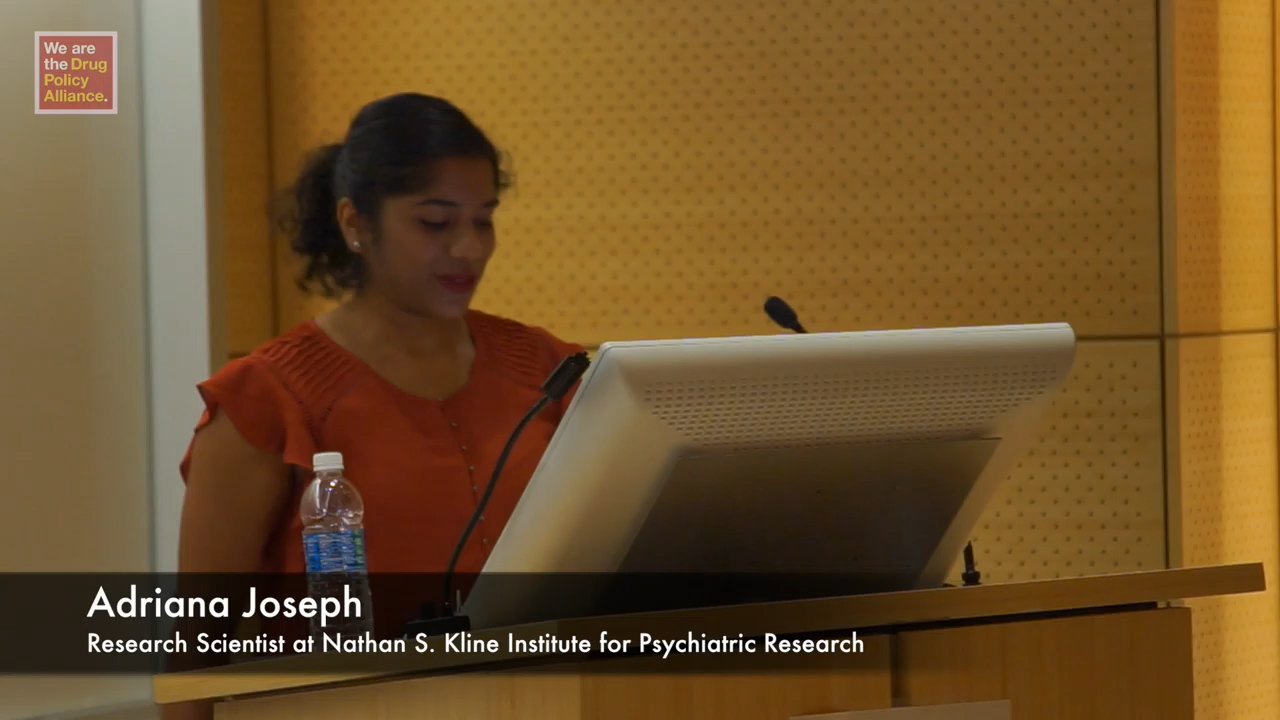 We are
the Drug
Policy
Alliance.
Adriana Joseph
Research Scientist at Nathan S. Kline Institute for Psychiatric Research